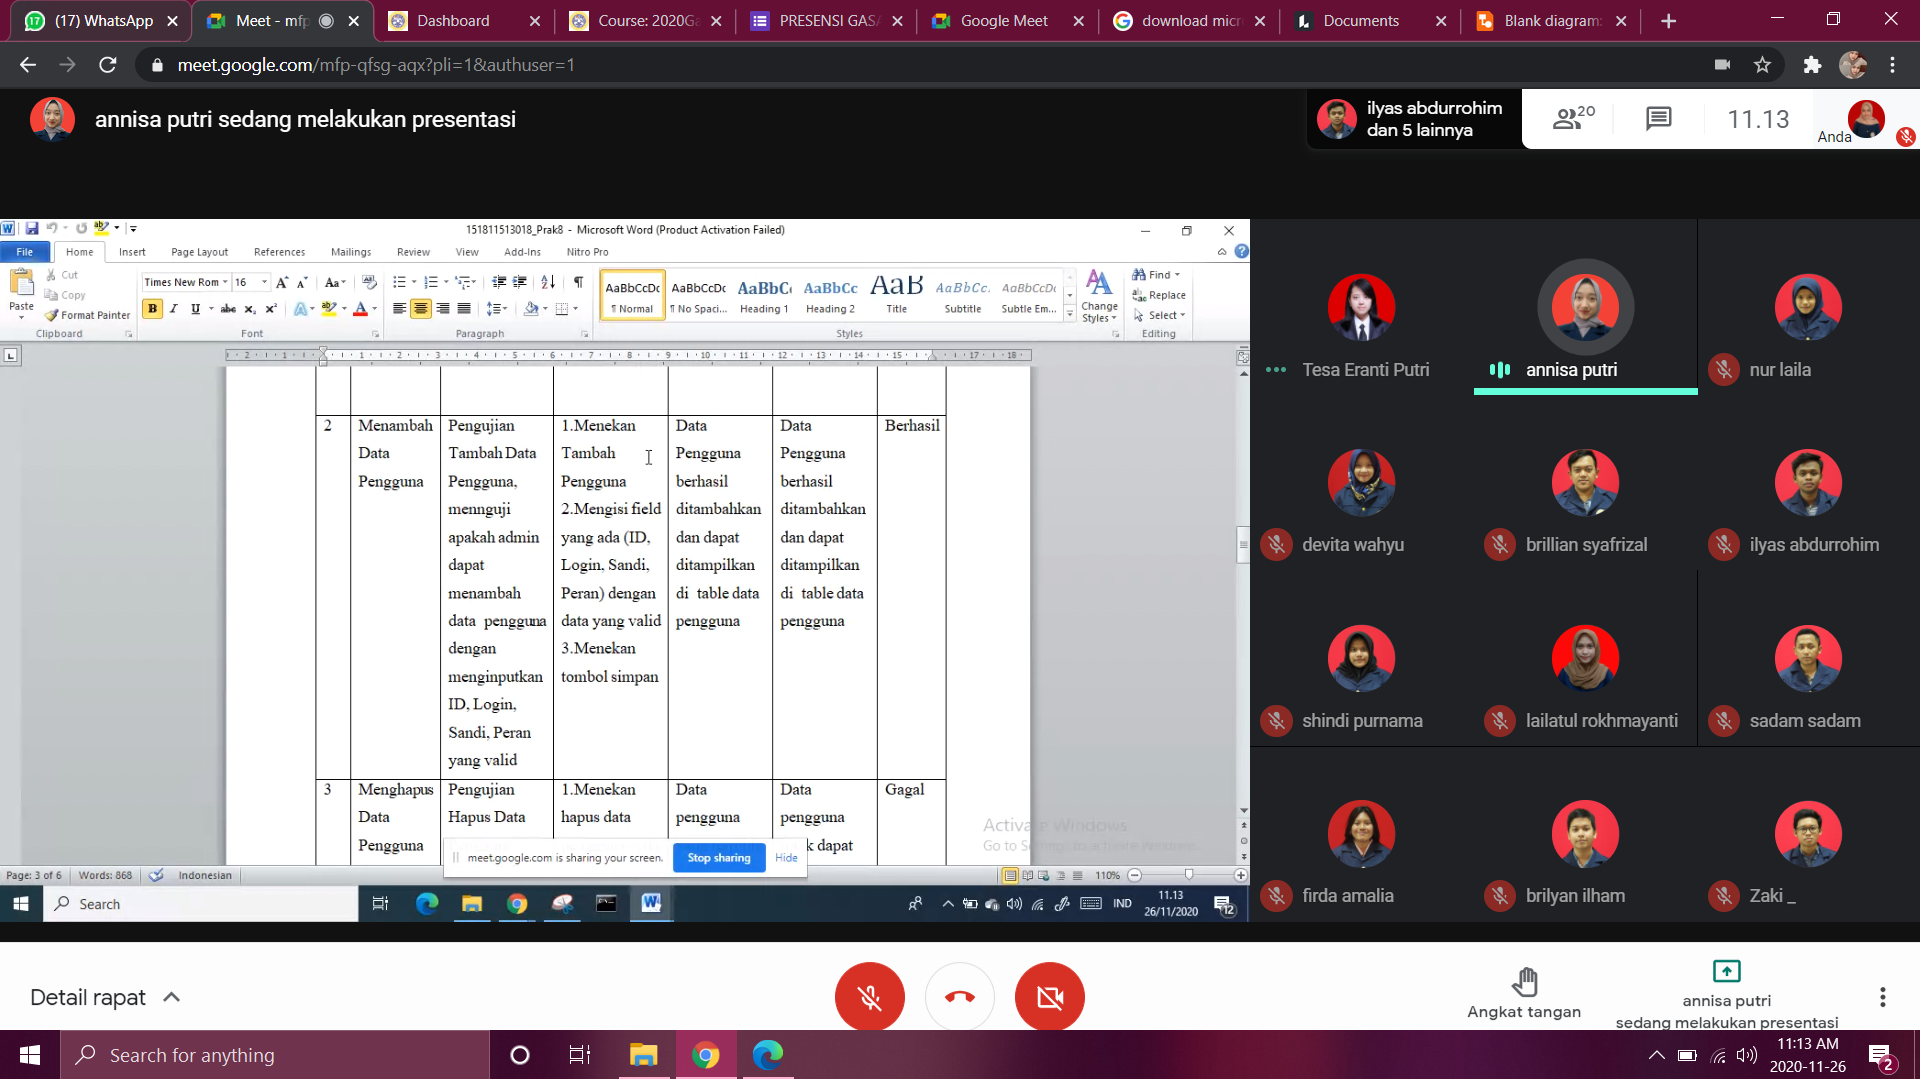 (17) WhatsApp
Meet - mfp
Dashboard
Course: 2020Ga
PRESENSI GASA
Google Meet
download micr
Documents
Blank diagram:
meet.google.com/mfp-qfsg-aqx?pli=1&authuser=1
annisa putri sedang melakukan presentasi
ilyas abdurrohim
dan 5 lainnya
20
11.13
Anda
151811513018_Prak8 - Microsoft Word (Product Activation Failed)
File Home Insert Page Layout References Mailings Review View Add-Ins Nitro Pro
Cut
Copy
Format Painter
Paste
Clipboard
Times New Rom 16
Font
Paragraph
AaBbCcDc AaBbCcDc AaBbC AaBbCc AaB AaBbCc. AaBbCcDc
¶ Normal ¶ No Spaci... Heading 1 Heading 2 Title Subtitle Subtle Em...
Styles
Change
Styles
Find
Replace
Select
Editing
2
Menambah
Data
Pengguna
Pengujian
Tambah Data
Pengguna,
mennguji
apakah admin
dapat
menambah
data pengguna
dengan
menginputkan
ID, Login,
Sandi, Peran
yang valid
1.Menekan
Tambah
Pengguna
2.Mengisi field
yang ada (ID,
Login, Sandi,
Peran) dengan
data yang valid
3.Menekan
tombol simpan
Data
Pengguna
berhasil
ditambahkan
dan dapat
ditampilkan
di table data
pengguna
Data
Pengguna
berhasil
ditambahkan
dan dapat
ditampilkan
di table data
pengguna
Berhasil
3
Menghapus
Data
Pengguna
Pengujian
Hapus Data
1.Menekan
hapus data
Data
pengguna
Data
pengguna
k dapat
Gagal
Activate Windows
meet.google.com is sharing your screen.
Stop sharing
Hide
Page: 3 of 6 Words: 868 Indonesian
110%
Search
IND
11.13
26/11/2020
12
Tesa Eranti Putri
annisa putri
nur laila
devita wahyu
brillian syafrizal
ilyas abdurrohim
shindi purnama
lailatul rokhmayanti
sadam sadam
firda amalia
brilyan ilham
Zaki _
Detail rapat
Angkat tangan
annisa putri
sedang melakukan presentasi
Search for anything
11:13 AM
2020-11-26
2